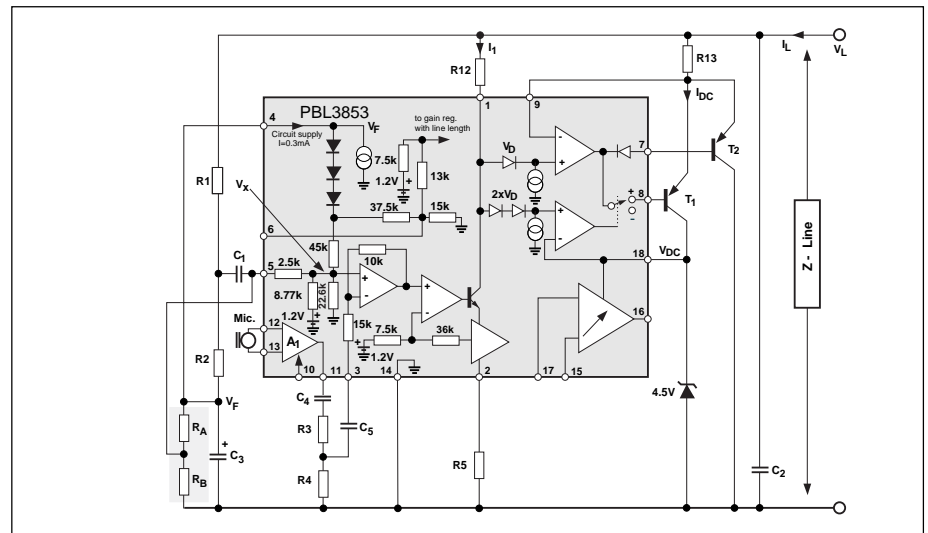 I1
IL
VL
R12
R13
PBL3853
1
9
IDC
4
Circuit supply
I=0.3mA
VF
to gain reg.
with line length
7.5k
1.2V
+
13k
VD
-
+
7
T2
R1
Vx
2xVD
+
-
8
T1
37.5k
15k
6
45k
+
-
18
VDC
Z - Line
C1
5
2.5k
10k
8.77k
22.6k
+
-
+
-
1.2V
+
15k
+
7.5k
36k
1.2V
16
Mic.
12
13
A1
R2
10
11
3
14
2
17
15
4.5V
VF
C4
RA
+
C3
R3
C5
RB
R4
R5
C2